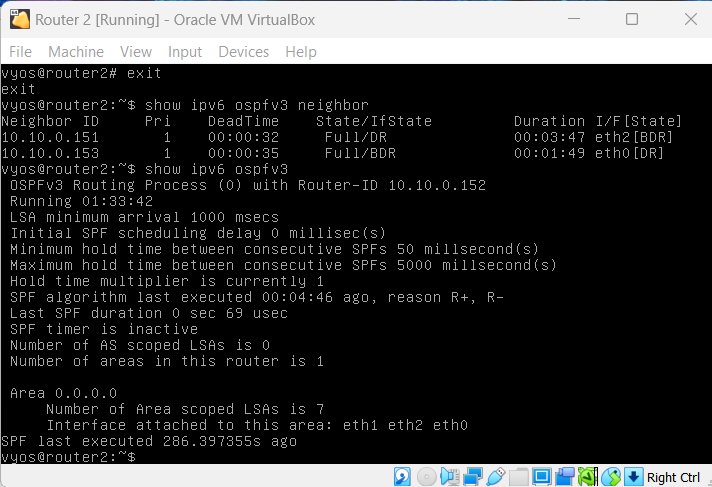 Router 2 [Running] - Oracle VM VirtualBox
File Machine View Input Devices Help
vyos@router2# exit
exit
vyos@router2:~$ show ipv6 ospfv3 neighbor
Neighbor ID Pri DeadTime State/IfState Duration I/F[State]
10.10.0.151 1 00:00:32 Full/DR 00:03:47 eth2[BDR]
10.10.0.153 1 00:00:35 Full/BDR 00:01:49 eth0[DR]
vyos@router2:~$ show ipv6 ospfv3
OSPFv3 Routing Process (0) with Router-ID 10.10.0.152
Running 01:33:42
LSA minimum arrival 1000 msecs
Initial SPF scheduling delay 0 millisec(s)
Minimum hold time between consecutive SPFs 50 millsecond(s)
Maximum hold time between consecutive SPFs 5000 millsecond(s)
Hold time multiplier is currently 1
SPF algorithm last executed 00:04:46 ago, reason R+, R-
Last SPF duration 0 sec 69 usec
SPF timer is inactive
Number of AS scoped LSAs is 0
Number of areas in this router is 1
Area 0.0.0.0
Number of Area scoped LSAs is 7
Interface attached to this area: eth1 eth2 eth0
SPF last executed 286.397355s ago
vyos@router2:~$
Right Ctrl